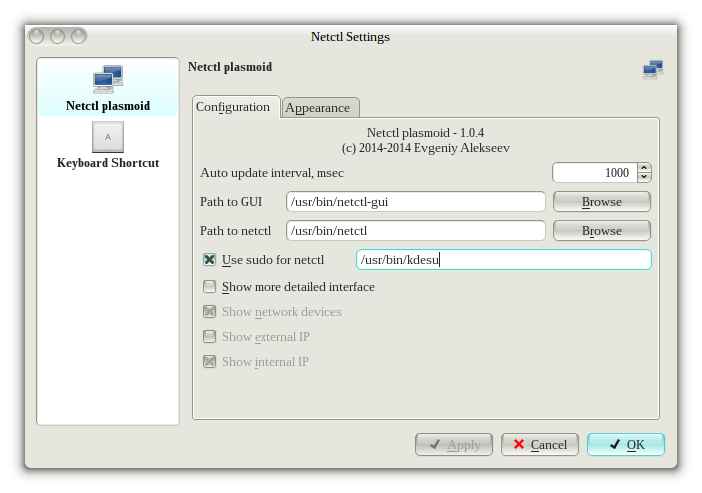 Netctl Settings
Netctl plasmoid
A
Keyboard Shortcut
Netctl plasmoid
Configuration
Appearance
Netctl plasmoid - 1.0.4
(c) 2014-2014 Evgeniy Alekseev
Auto update interval, msec 1000
Path to GUI /usr/bin/netctl-gui Browse
Path to netctl /usr/bin/netctl Browse
Use sudo for netctl /usr/bin/kdesu
Show more detailed interface
Show network devices
Show external IP
Show internal IP
Apply Cancel OK